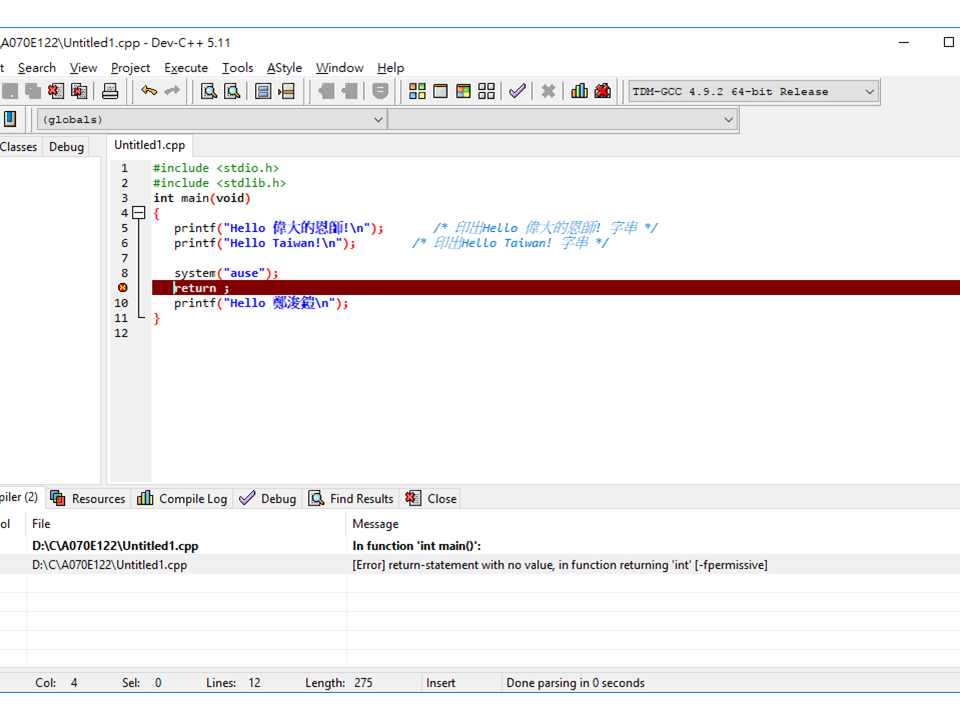 \A070E122\Untitled1.cpp - Dev-C++ 5.11
t Search View Project Execute Tools AStyle Window Help
TDM-GCC 4.9.2 64-bit Release
(globals)
Classes Debug Untitled1.cpp
1 #include <stdio.h>
2 #include <stdlib.h>
3 int main(void)
4 {
5 printf("Hello 偉大的恩師!\n"); /* 印出Hello 偉大的恩師! 字串 */
6 printf("Hello Taiwan!\n"); /* 印出Hello Taiwan! 字串 */
7
8 system("ause");
return ;
10 printf("Hello 鄭浚鎧\n");
11 }
12
piler (2) Resources Compile Log Debug Find Results Close
ol File Message
D:\C\A070E122\Untitled1.cpp In function 'int main()':
D:\C\A070E122\Untitled1.cpp [Error] return-statement with no value, in function returning 'int' [-fpermissive]
Col: 4 Sel: 0 Lines: 12 Length: 275 Insert Done parsing in 0 seconds